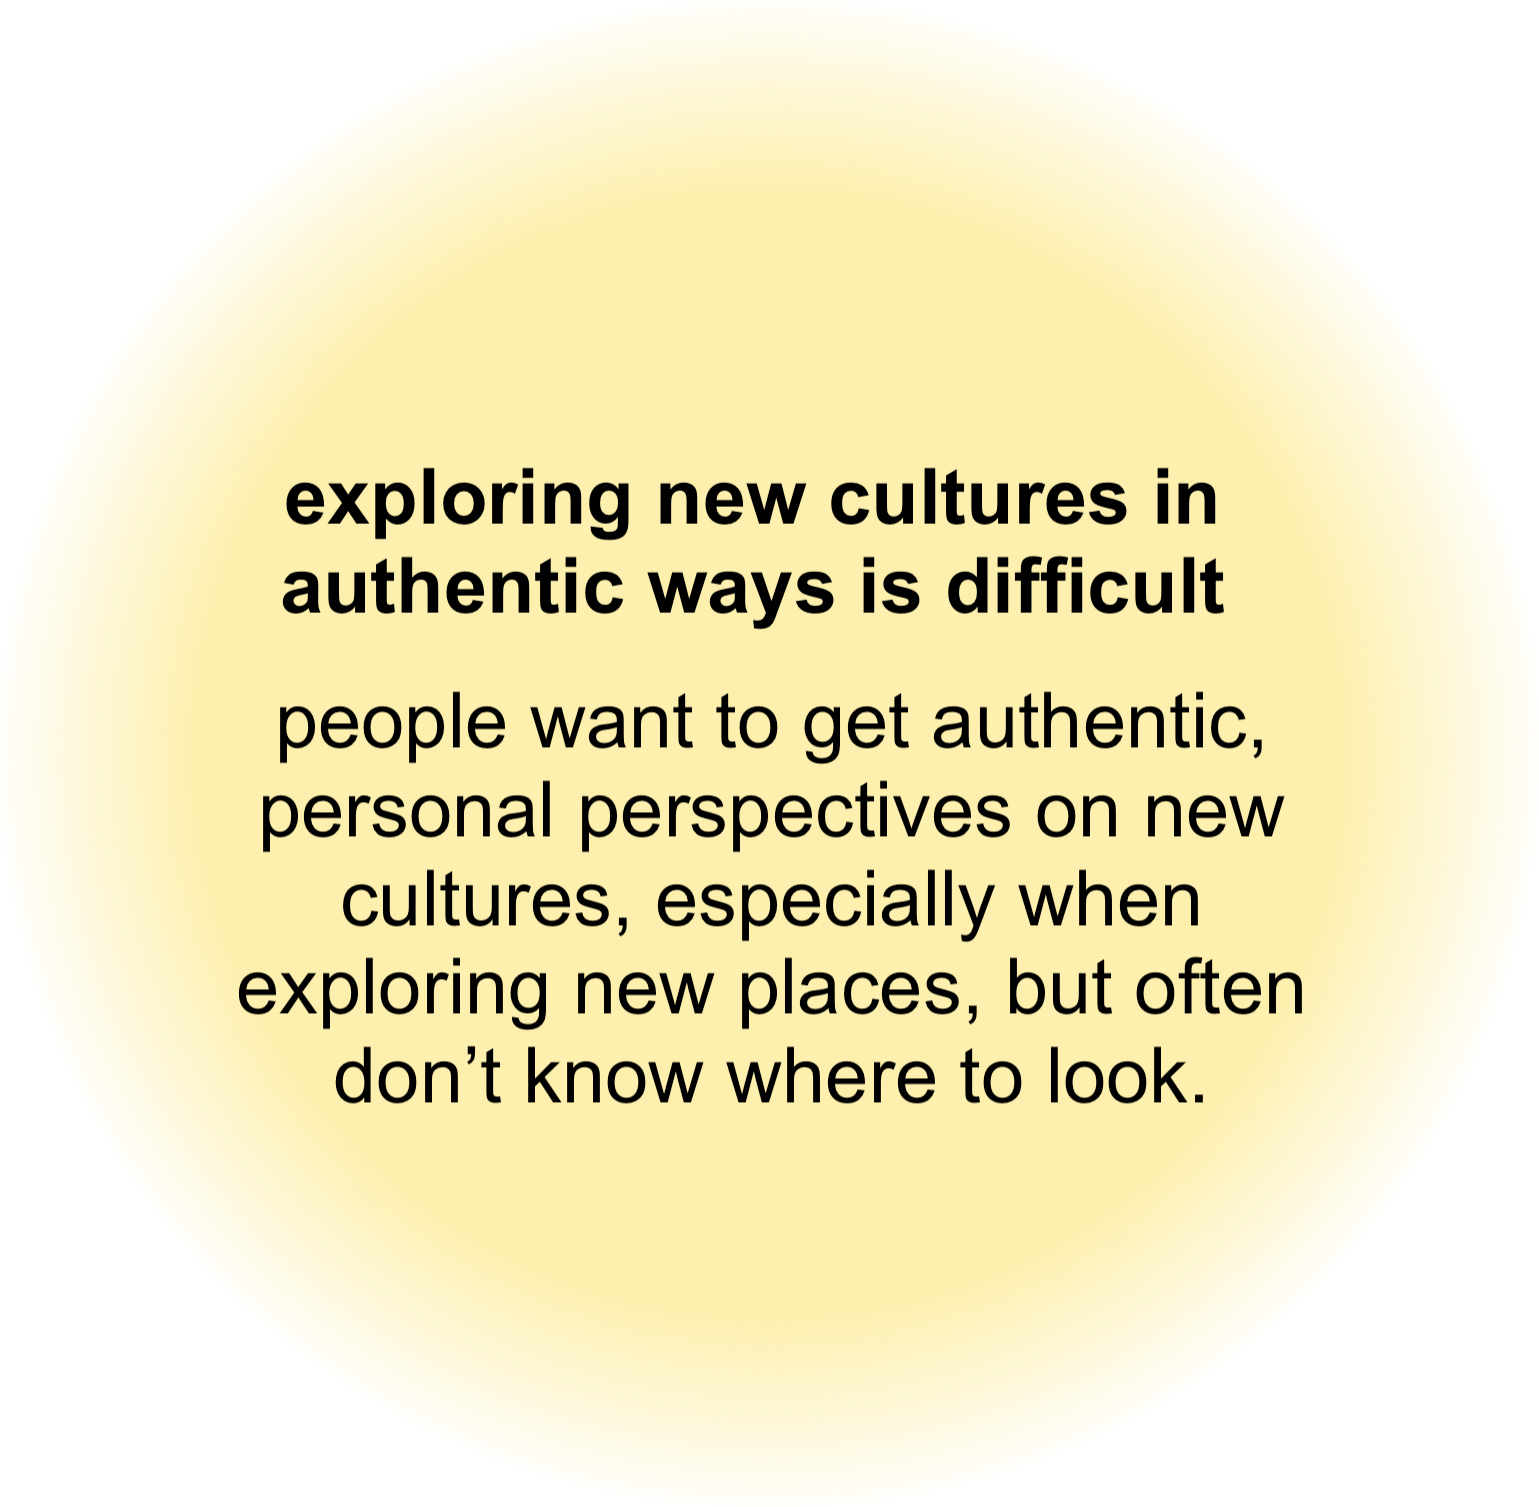 exploring new cultures in
authentic ways is difficult
people want to get authentic,
personal perspectives on new
cultures, especially when
exploring new places, but often
don’t know where to look.